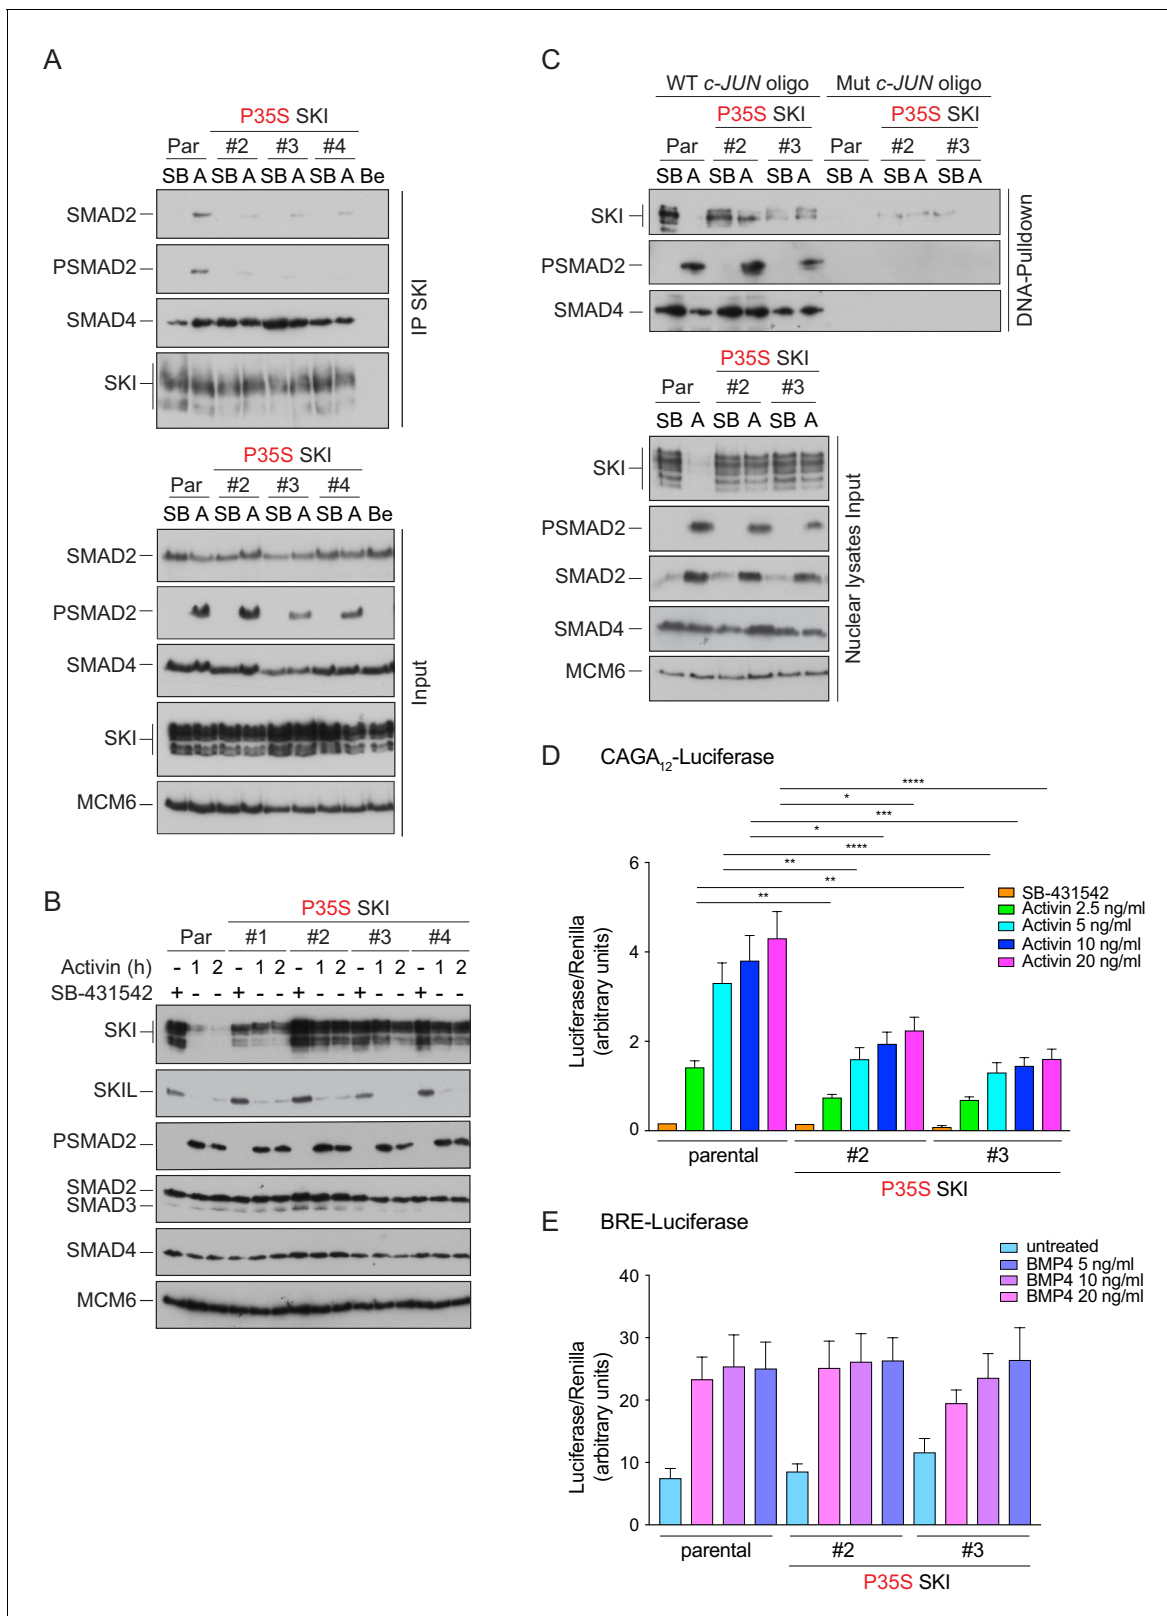 A
P35S SKI
Par #2 #3 #4
SB A SB A SB A SB A Be
SMAD2
PSMAD2
SMAD4
SKI
IP SKI
P35S SKI
Par #2 #3 #4
SB A SB A SB A SB A Be
SMAD2
PSMAD2
SMAD4
SKI
MCM6
Input
B
P35S SKI
Par #1 #2 #3 #4
Activin (h) - 1 2 - 1 2 - 1 2 - 1 2 - 1 2
SB-431542 + - - + - - + - - + - - + - -
SKI
SKIL
PSMAD2
SMAD2
SMAD3
SMAD4
MCM6
C
WT c-JUN oligo Mut c-JUN oligo
P35S SKI P35S SKI
Par #2 #3 Par #2 #3
SB A SB A SB A SB A SB A SB A
SKI
PSMAD2
SMAD4
DNA-Pulldown
P35S SKI
Par #2 #3
SB A SB A SB A
SKI
PSMAD2
SMAD2
SMAD4
MCM6
Nuclear lysates Input
D CAGA12-Luciferase
****
*
***
*
****
**
**
**
6
4
2
0
Luciferase/Renilla
(arbitrary units)
SB-431542
Activin 2.5 ng/ml
Activin 5 ng/ml
Activin 10 ng/ml
Activin 20 ng/ml
parental #2 #3
P35S SKI
E BRE-Luciferase
untreated
BMP4 5 ng/ml
BMP4 10 ng/ml
BMP4 20 ng/ml
40
30
20
10
0
Luciferase/Renilla
(arbitrary units)
parental #2 #3
P35S SKI